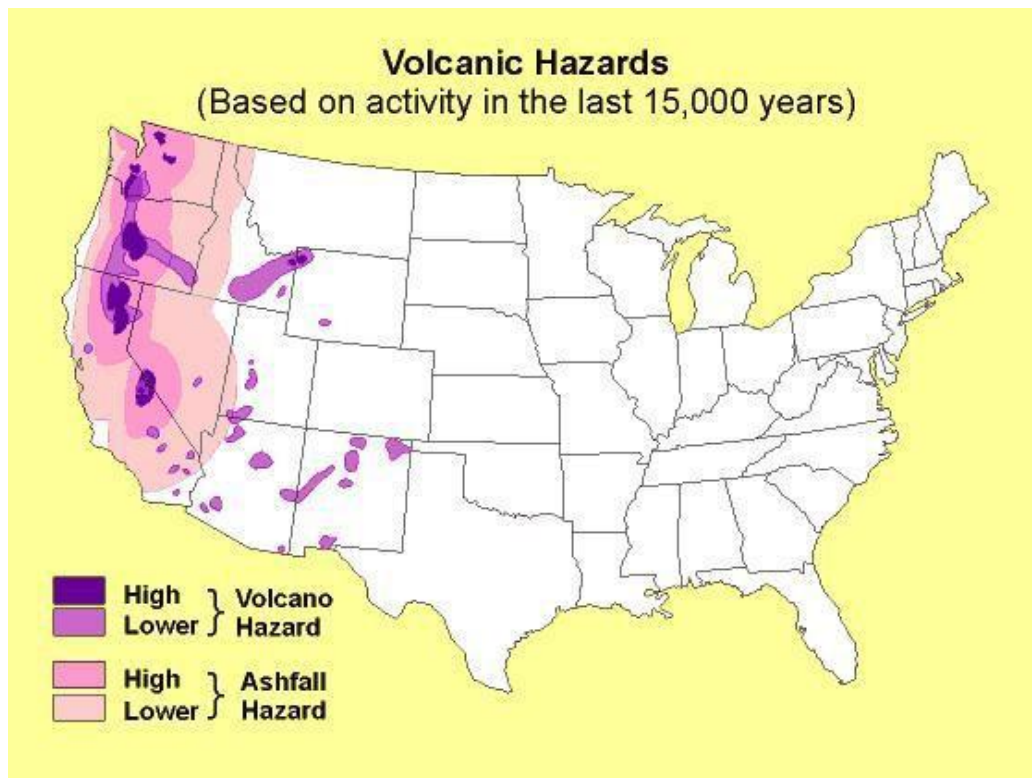 Volcanic Hazards
(Based on activity in the last 15,000 years)
High
Lower
Volcano
Hazard
High
Lower
Ashfall
Hazard